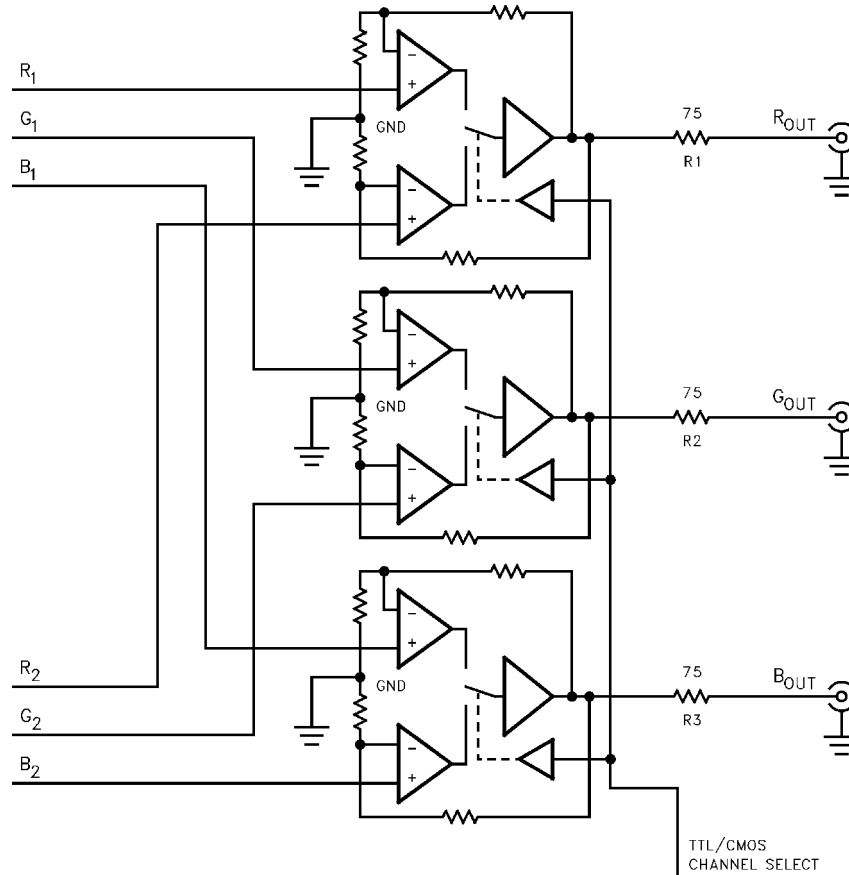 R1
G1
B1
−
+
GND
−
+
75
R1
ROUT
−
+
GND
−
+
75
R2
GOUT
−
+
GND
−
+
75
R3
BOUT
R2
G2
B2
TTL/CMOS
CHANNEL SELECT